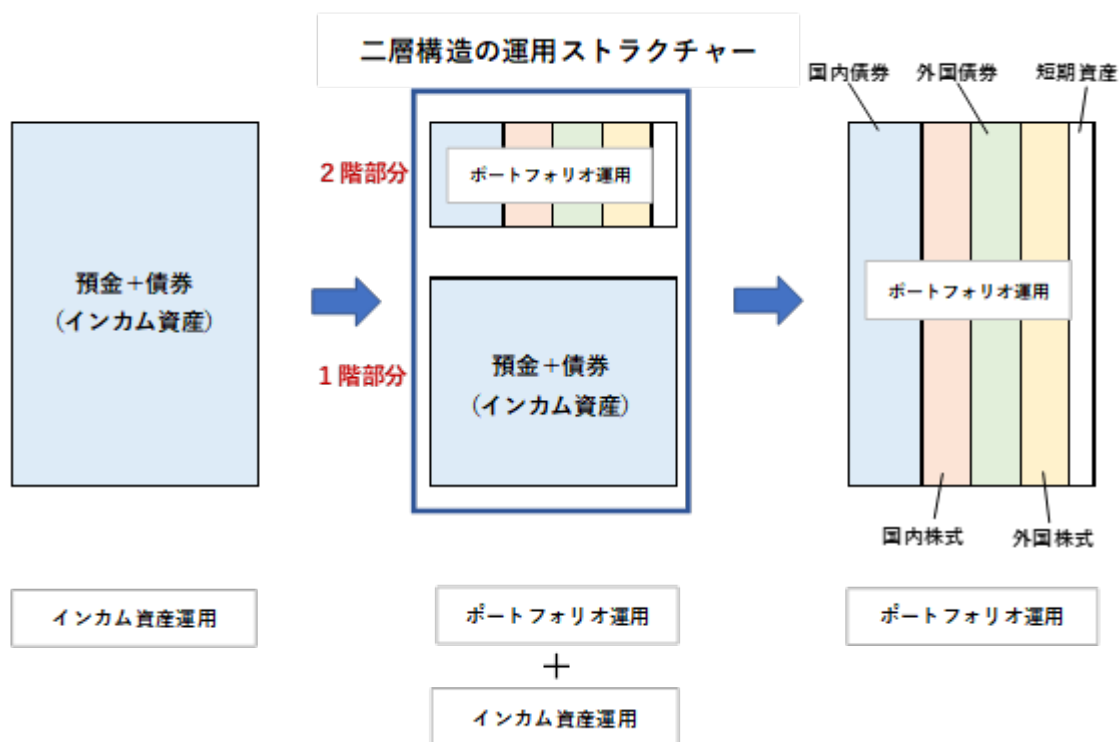 二層構造の運用ストラクチャー
国内債券
外国債券
短期資産
2階部分
ポートフォリオ運用
預金＋債券
(インカム資産)
1階部分
預金＋債券
(インカム資産)
ポートフォリオ運用
国内株式
外国株式
インカム資産運用
ポートフォリオ運用
＋
インカム資産運用
ポートフォリオ運用